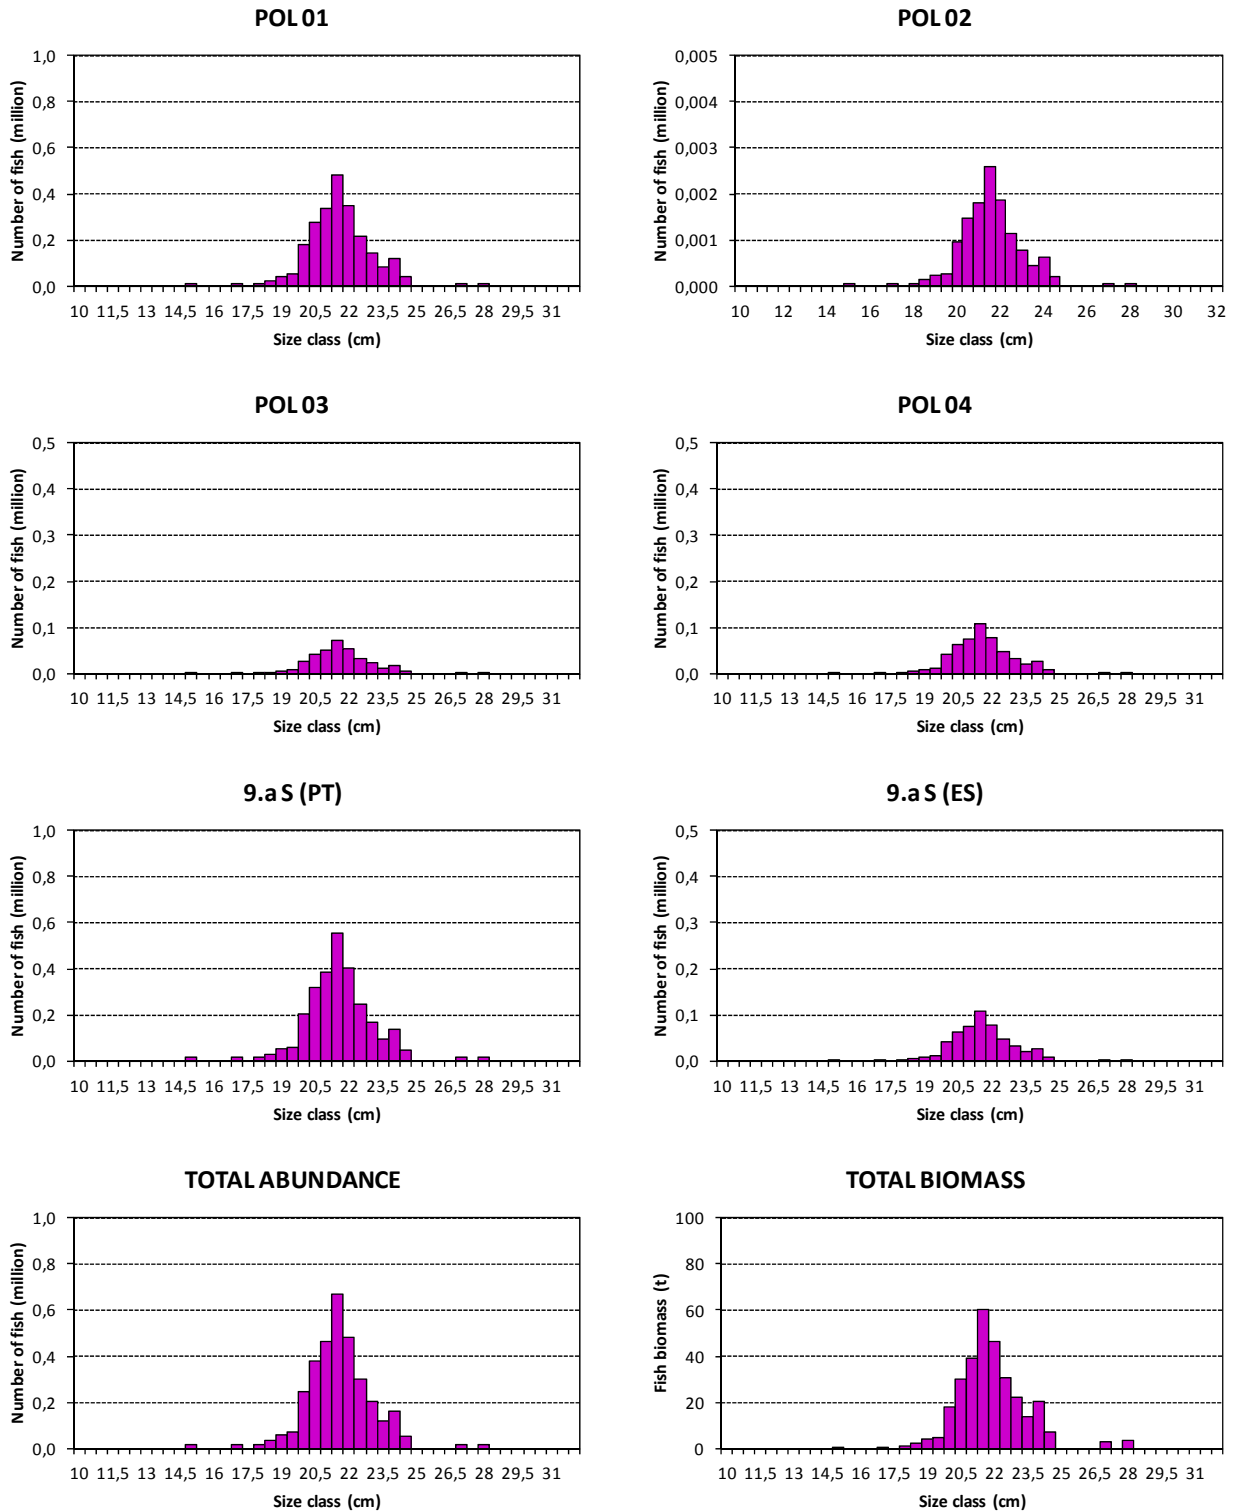 POL 01
Number of fish (million)
1,0
0,8
0,6
0,4
0,2
0,0
10 11,5 13 14,5 16 17,5 19 20,5 22 23,5 25 26,5 28 29,5 31
Size class (cm)
POL 02
Number of fish (million)
0,005
0,004
0,003
0,002
0,001
0,000
10 12 14 16 18 20 22 24 26 28 30 32
Size class (cm)
POL 03
Number of fish (million)
0,5
0,4
0,3
0,2
0,1
0,0
10 11,5 13 14,5 16 17,5 19 20,5 22 23,5 25 26,5 28 29,5 31
Size class (cm)
POL 04
Number of fish (million)
0,5
0,4
0,3
0,2
0,1
0,0
10 11,5 13 14,5 16 17,5 19 20,5 22 23,5 25 26,5 28 29,5 31
Size class (cm)
9.a S (PT)
Number of fish (million)
1,0
0,8
0,6
0,4
0,2
0,0
10 11,5 13 14,5 16 17,5 19 20,5 22 23,5 25 26,5 28 29,5 31
Size class (cm)
9.a S (ES)
Number of fish (million)
0,5
0,4
0,3
0,2
0,1
0,0
10 11,5 13 14,5 16 17,5 19 20,5 22 23,5 25 26,5 28 29,5 31
Size class (cm)
TOTAL ABUNDANCE
Number of fish (million)
1,0
0,8
0,6
0,4
0,2
0,0
10 11,5 13 14,5 16 17,5 19 20,5 22 23,5 25 26,5 28 29,5 31
Size class (cm)
TOTAL BIOMASS
Fish biomass (t)
100
80
60
40
20
0
10 11,5 13 14,5 16 17,5 19 20,5 22 23,5 25 26,5 28 29,5 31
Size class (cm)